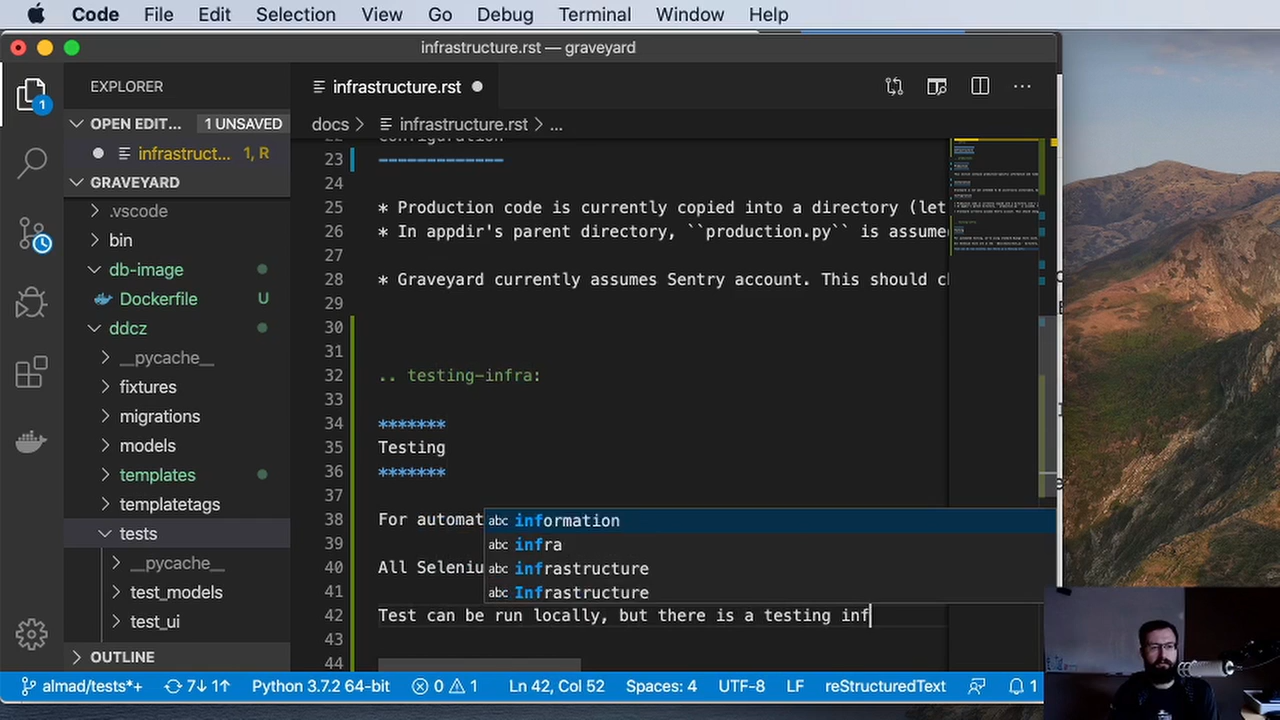 Code File Edit Selection View Go Debug Terminal Window Help
infrastructure.rst — graveyard
EXPLORER
infrastructure.rst
OPEN EDIT... 1 UNSAVED
docs > infrastructure.rst > ...
infrastruct... 1, R
GRAVEYARD
.vscode
bin
db-image
Dockerfile U
ddcz
__pycache__
fixtures
migrations
models
templates
templatetags
tests
__pycache__
test_models
test_ui
OUTLINE
1
Configuration
23 -------------
24
25 * Production code is currently copied into a directory (let
26 * In appdir's parent directory, ``production.py`` is assume
27
28 * Graveyard currently assumes Sentry account. This should c
29
30
31
32 .. testing-infra:
33
34 *******
35 Testing
36 *******
37
38 For automat
39
40 All Seleniu
41
42 Test can be run locally, but there is a testing inf
43
44
abc information
abc infra
abc infrastructure
abc Infrastructure
almad/tests*+ 7↓ 1↑ Python 3.7.2 64-bit 0 1 Ln 42, Col 52 Spaces: 4 UTF-8 LF reStructuredText 1